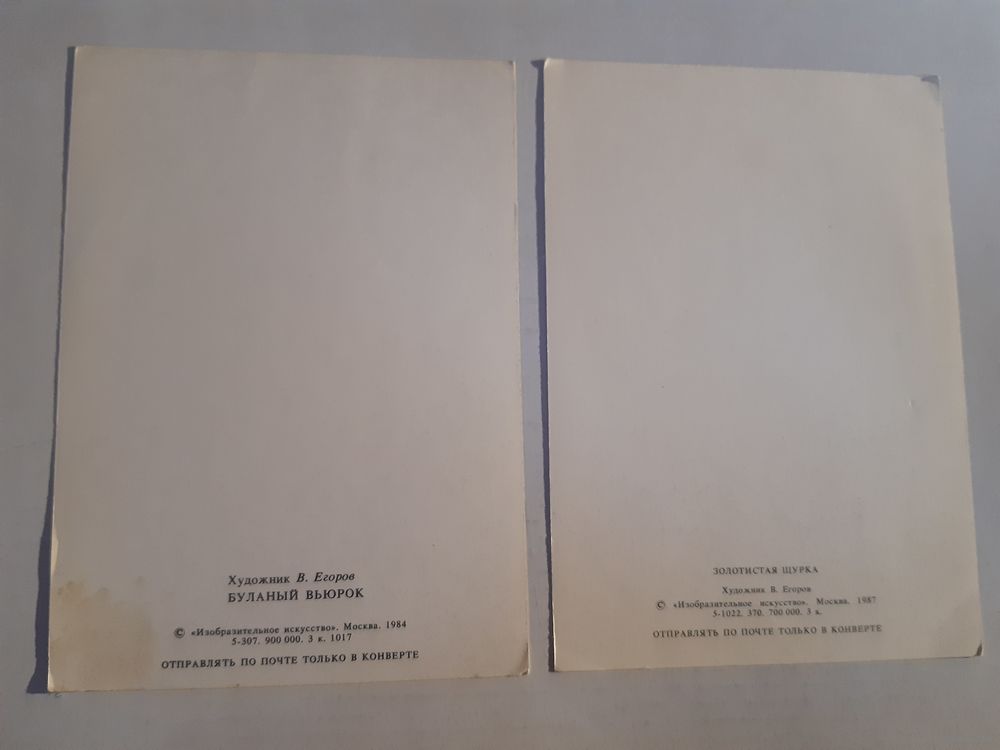 Художник В. Егоров
БУЛАНЫЙ ВЬЮРОК
© «Изобразительное искусство». Москва. 1984
5-307. 900 000. 3 к. 1017
ОТПРАВЛЯТЬ ПО ПОЧТЕ ТОЛЬКО В КОНВЕРТЕ
ЗОЛОТИСТАЯ ЩУРКА
Художник В. Егоров
© «Изобразительное искусство». Москва. 1987
5-1022. 370. 700 000. 3 к.
ОТПРАВЛЯТЬ ПО ПОЧТЕ ТОЛЬКО В КОНВЕРТЕ